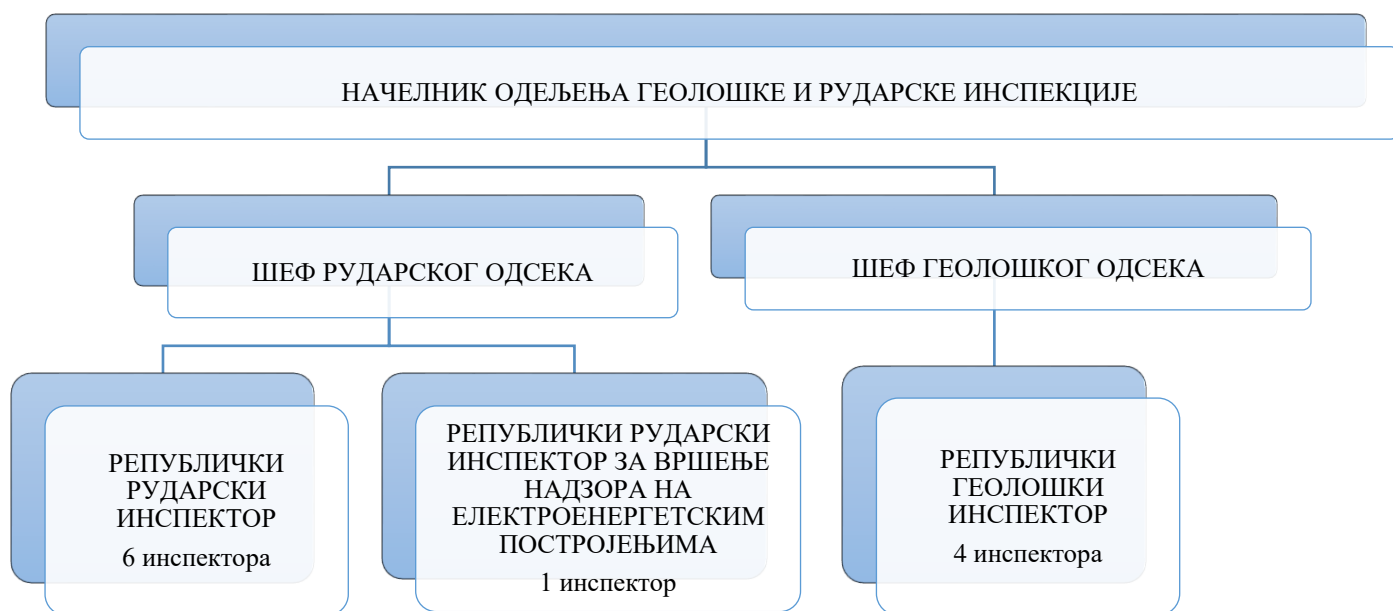 НАЧЕЛНИК ОДЕЉЕЊА ГЕОЛОШКЕ И РУДАРСКЕ ИНСПЕКЦИЈЕ
ШЕФ РУДАРСКОГ ОДСЕКА
ШЕФ ГЕОЛОШКОГ ОДСЕКА
РЕПУБЛИЧКИ
РУДАРСКИ
ИНСПЕКТОР
6 инспектора
РЕПУБЛИЧКИ РУДАРСКИ
ИНСПЕКТОР ЗА ВРШЕЊЕ
НАДЗОРА НА
ЕЛЕКТРОЕНЕРГЕТСКИМ
ПОСТРОЈЕЊИМА
1 инспектор
РЕПУБЛИЧКИ
ГЕОЛОШКИ
ИНСПЕКТОР
4 инспектора